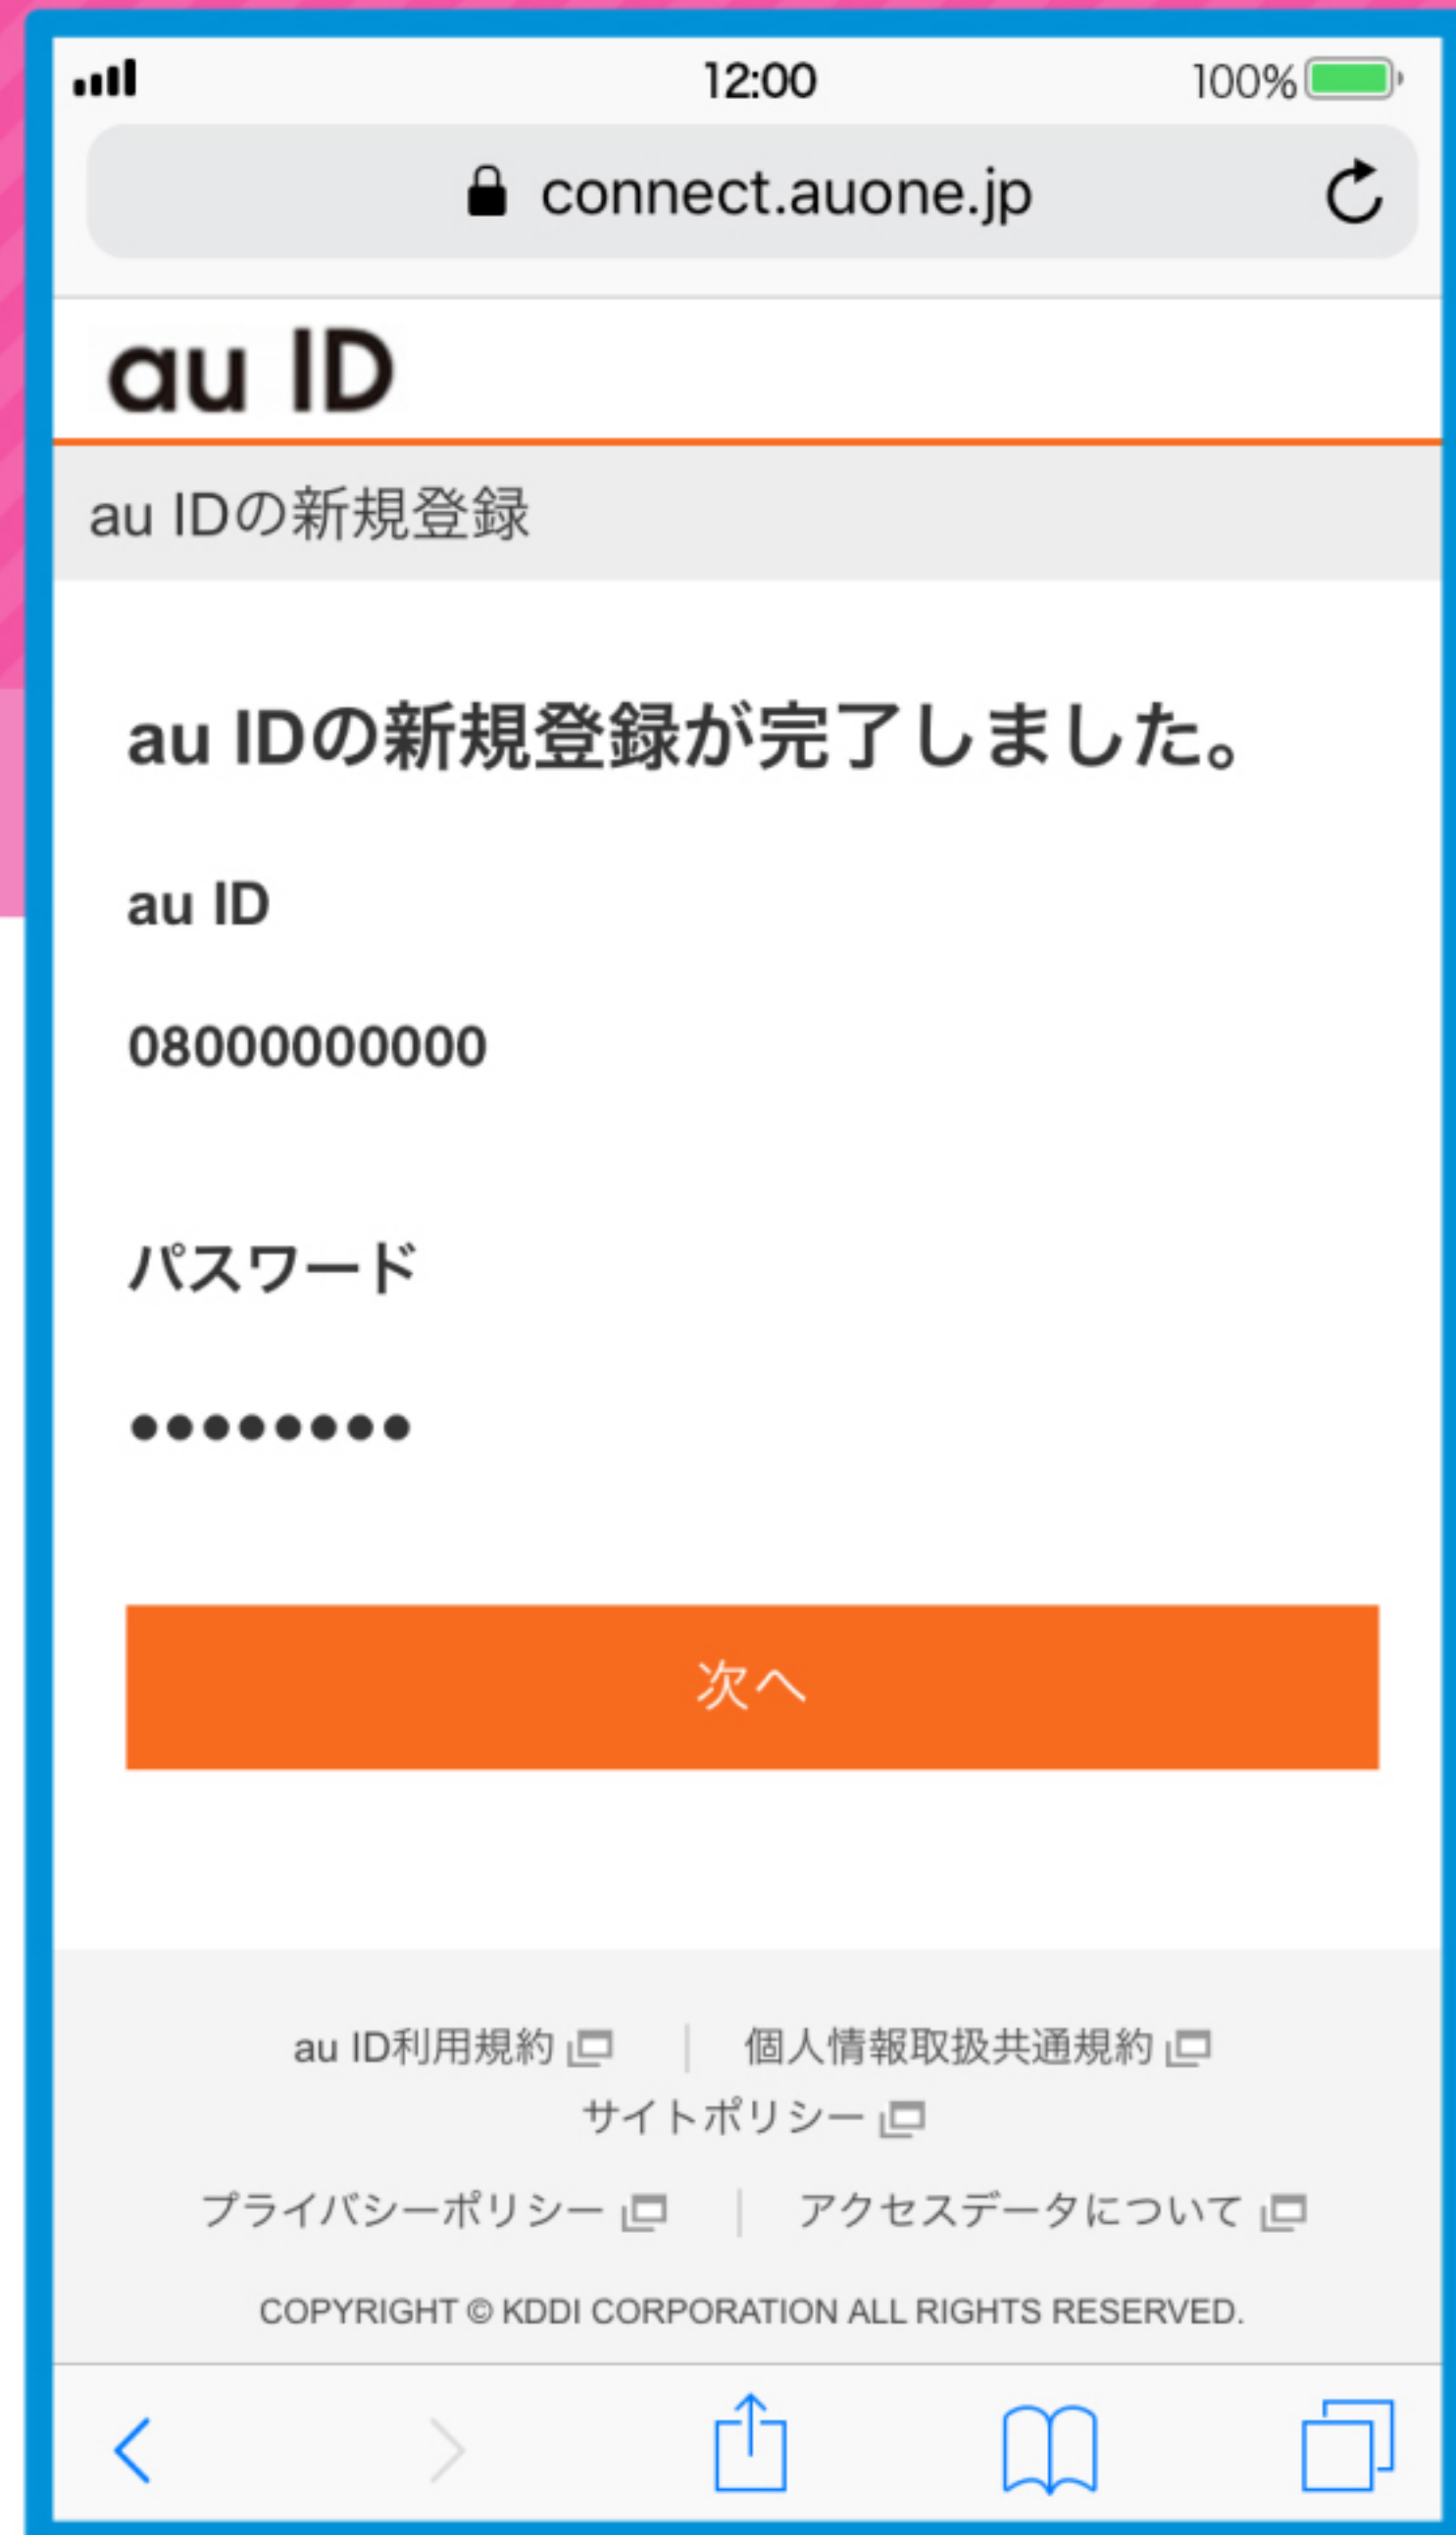 12:00 100%
connect.auone.jp
au ID
au IDの新規登録
au IDの新規登録が完了しました。
au ID
08000000000
パスワード
••••••••
次へ
au ID利用規約 | 個人情報取扱共通規約
サイトポリシー
プライバシーポリシー | アクセスデータについて
COPYRIGHT © KDDI CORPORATION ALL RIGHTS RESERVED.